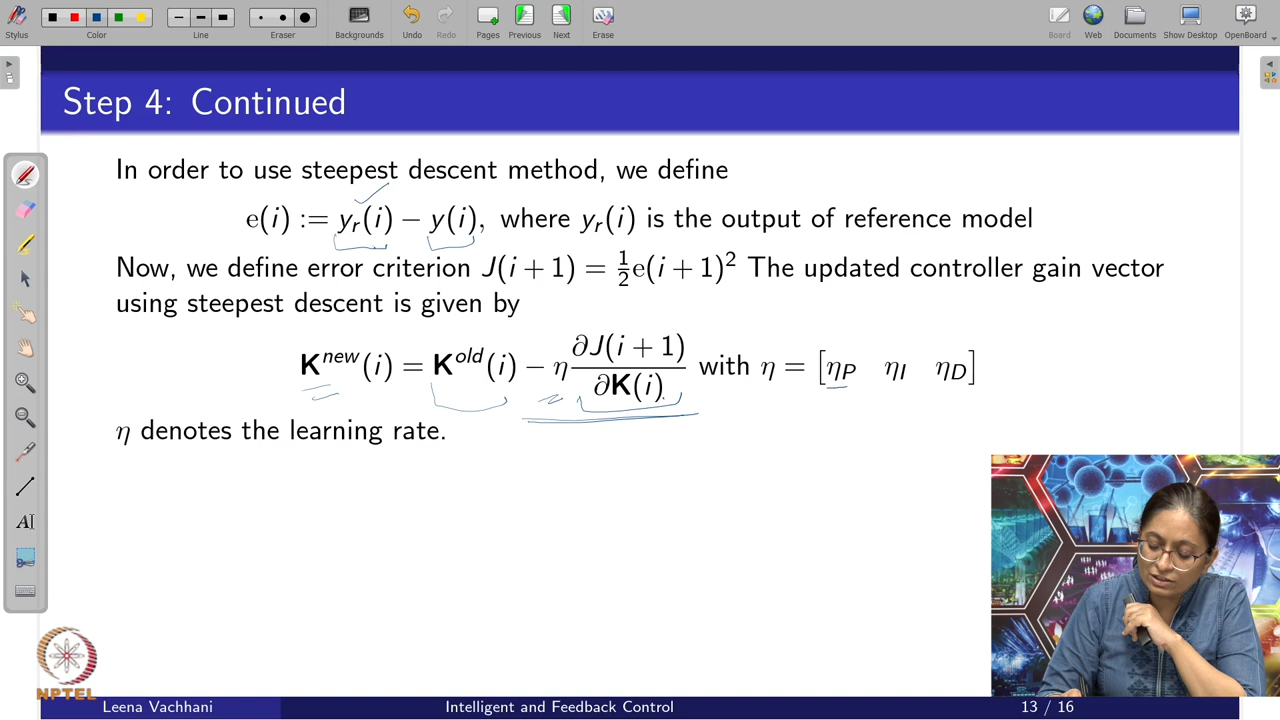 Stylus
Color
Line
Eraser
Backgrounds
Undo
Redo
Pages
Previous
Next
Erase
Board
Web
Documents
Show Desktop
OpenBoard
Step 4: Continued
In order to use steepest descent method, we define
e(i) := y_r(i) − y(i), where y_r(i) is the output of reference model
Now, we define error criterion J(i + 1) = ½e(i + 1)² The updated controller gain vector
using steepest descent is given by
K^new(i) = K^old(i) − η ∂J(i + 1)/∂K(i) with η = [η_P η_I η_D]
η denotes the learning rate.
NPTEL
Leena Vachhani
Intelligent and Feedback Control
13 / 16